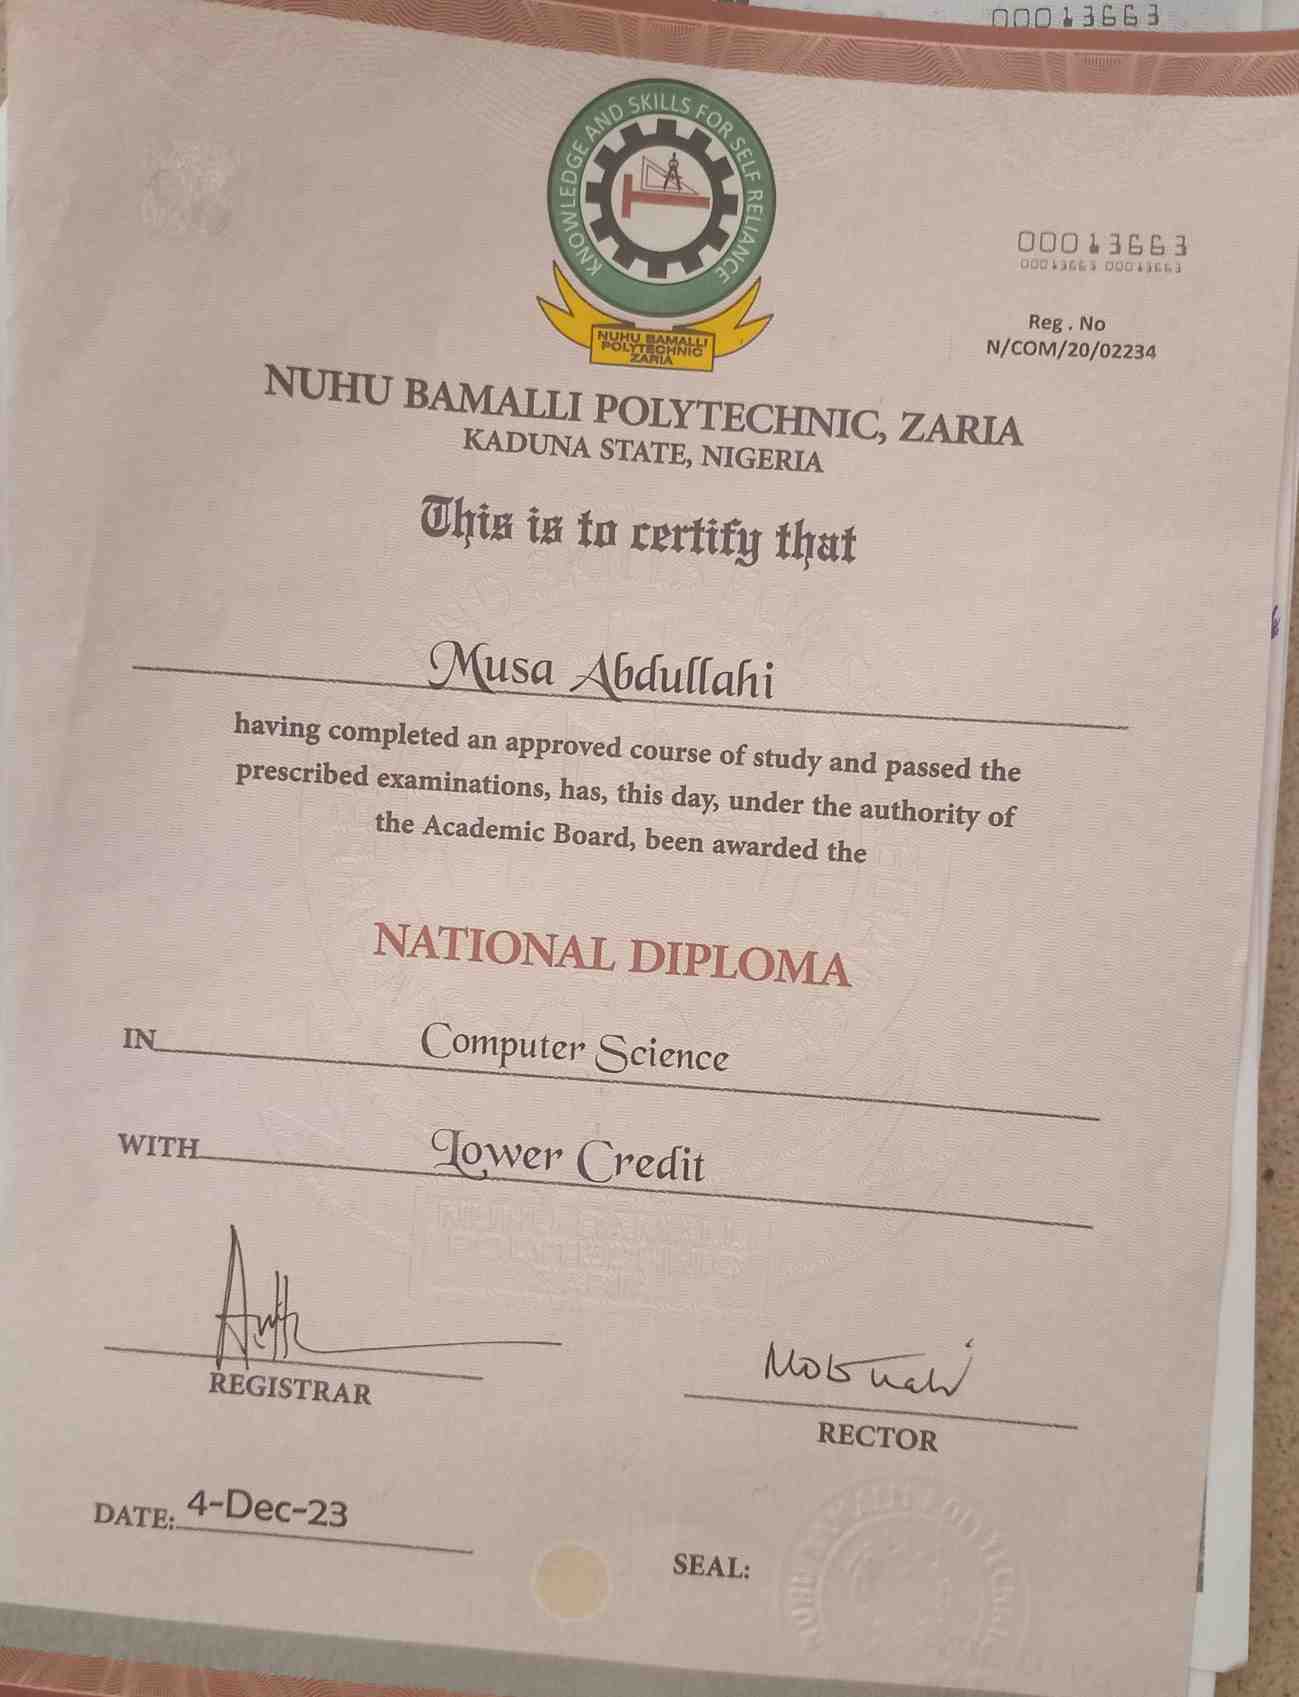 00013663
KNOWLEDGE AND SKILLS FOR SELF RELIANCE
NUHU BAMALLI
POLYTECHNIC
ZARIA
00013663
00013663 00013663
Reg . No
N/COM/20/02234
NUHU BAMALLI POLYTECHNIC, ZARIA
KADUNA STATE, NIGERIA
This is to certify that
Musa Abdullahi
having completed an approved course of study and passed the
prescribed examinations, has, this day, under the authority of
the Academic Board, been awarded the
NATIONAL DIPLOMA
IN Computer Science
WITH Lower Credit
REGISTRAR
RECTOR
DATE: 4-Dec-23
SEAL: